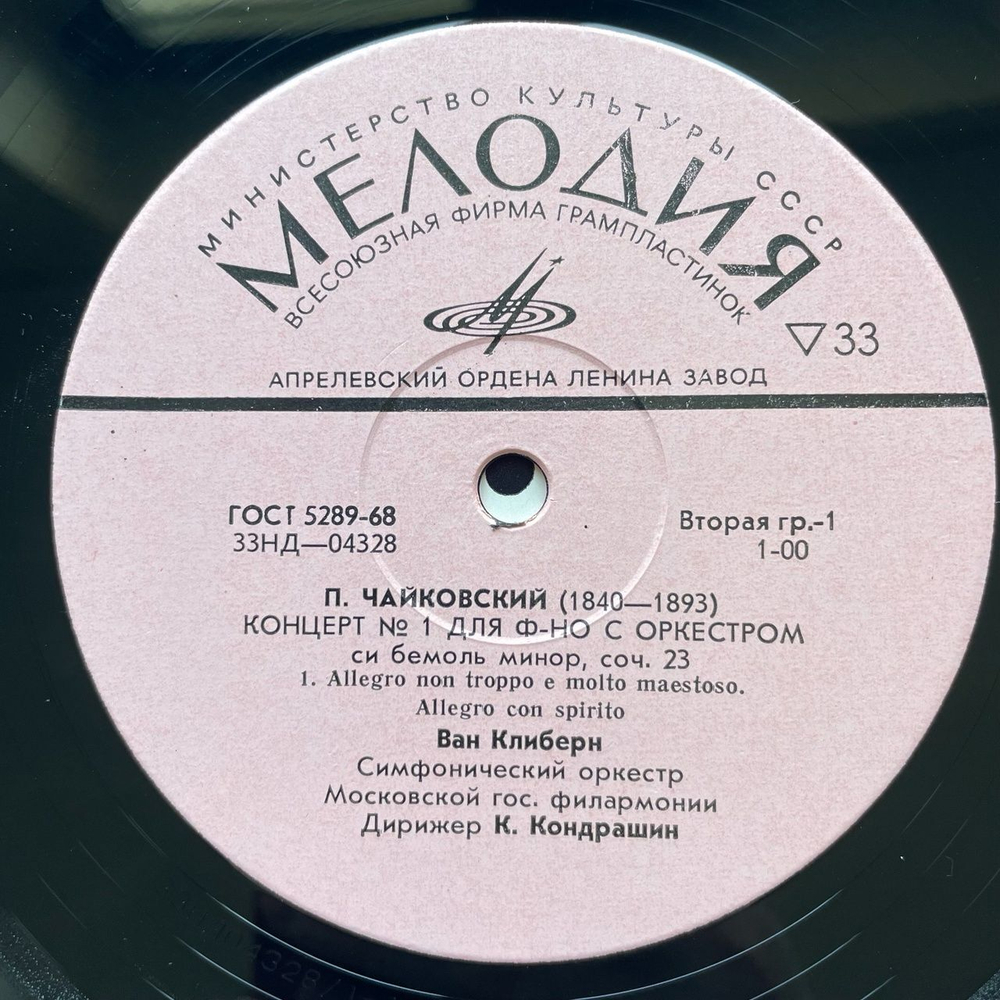 МИНИСТЕРСТВО КУЛЬТУРЫ СССР
МЕЛОДИЯ
ВСЕСОЮЗНАЯ ФИРМА ГРАМПЛАСТИНОК
▽33
АПРЕЛЕВСКИЙ ОРДЕНА ЛЕНИНА ЗАВОД
ГОСТ 5289-68
33НД—04328
Вторая гр.-1
1-00
П. ЧАЙКОВСКИЙ (1840—1893)
КОНЦЕРТ № 1 ДЛЯ Ф-НО С ОРКЕСТРОМ
си бемоль минор, соч. 23
1. Allegro non troppo e molto maestoso.
Allegro con spirito
Ван Клиберн
Симфонический оркестр
Московской гос. филармонии
Дирижер К. Кондрашин